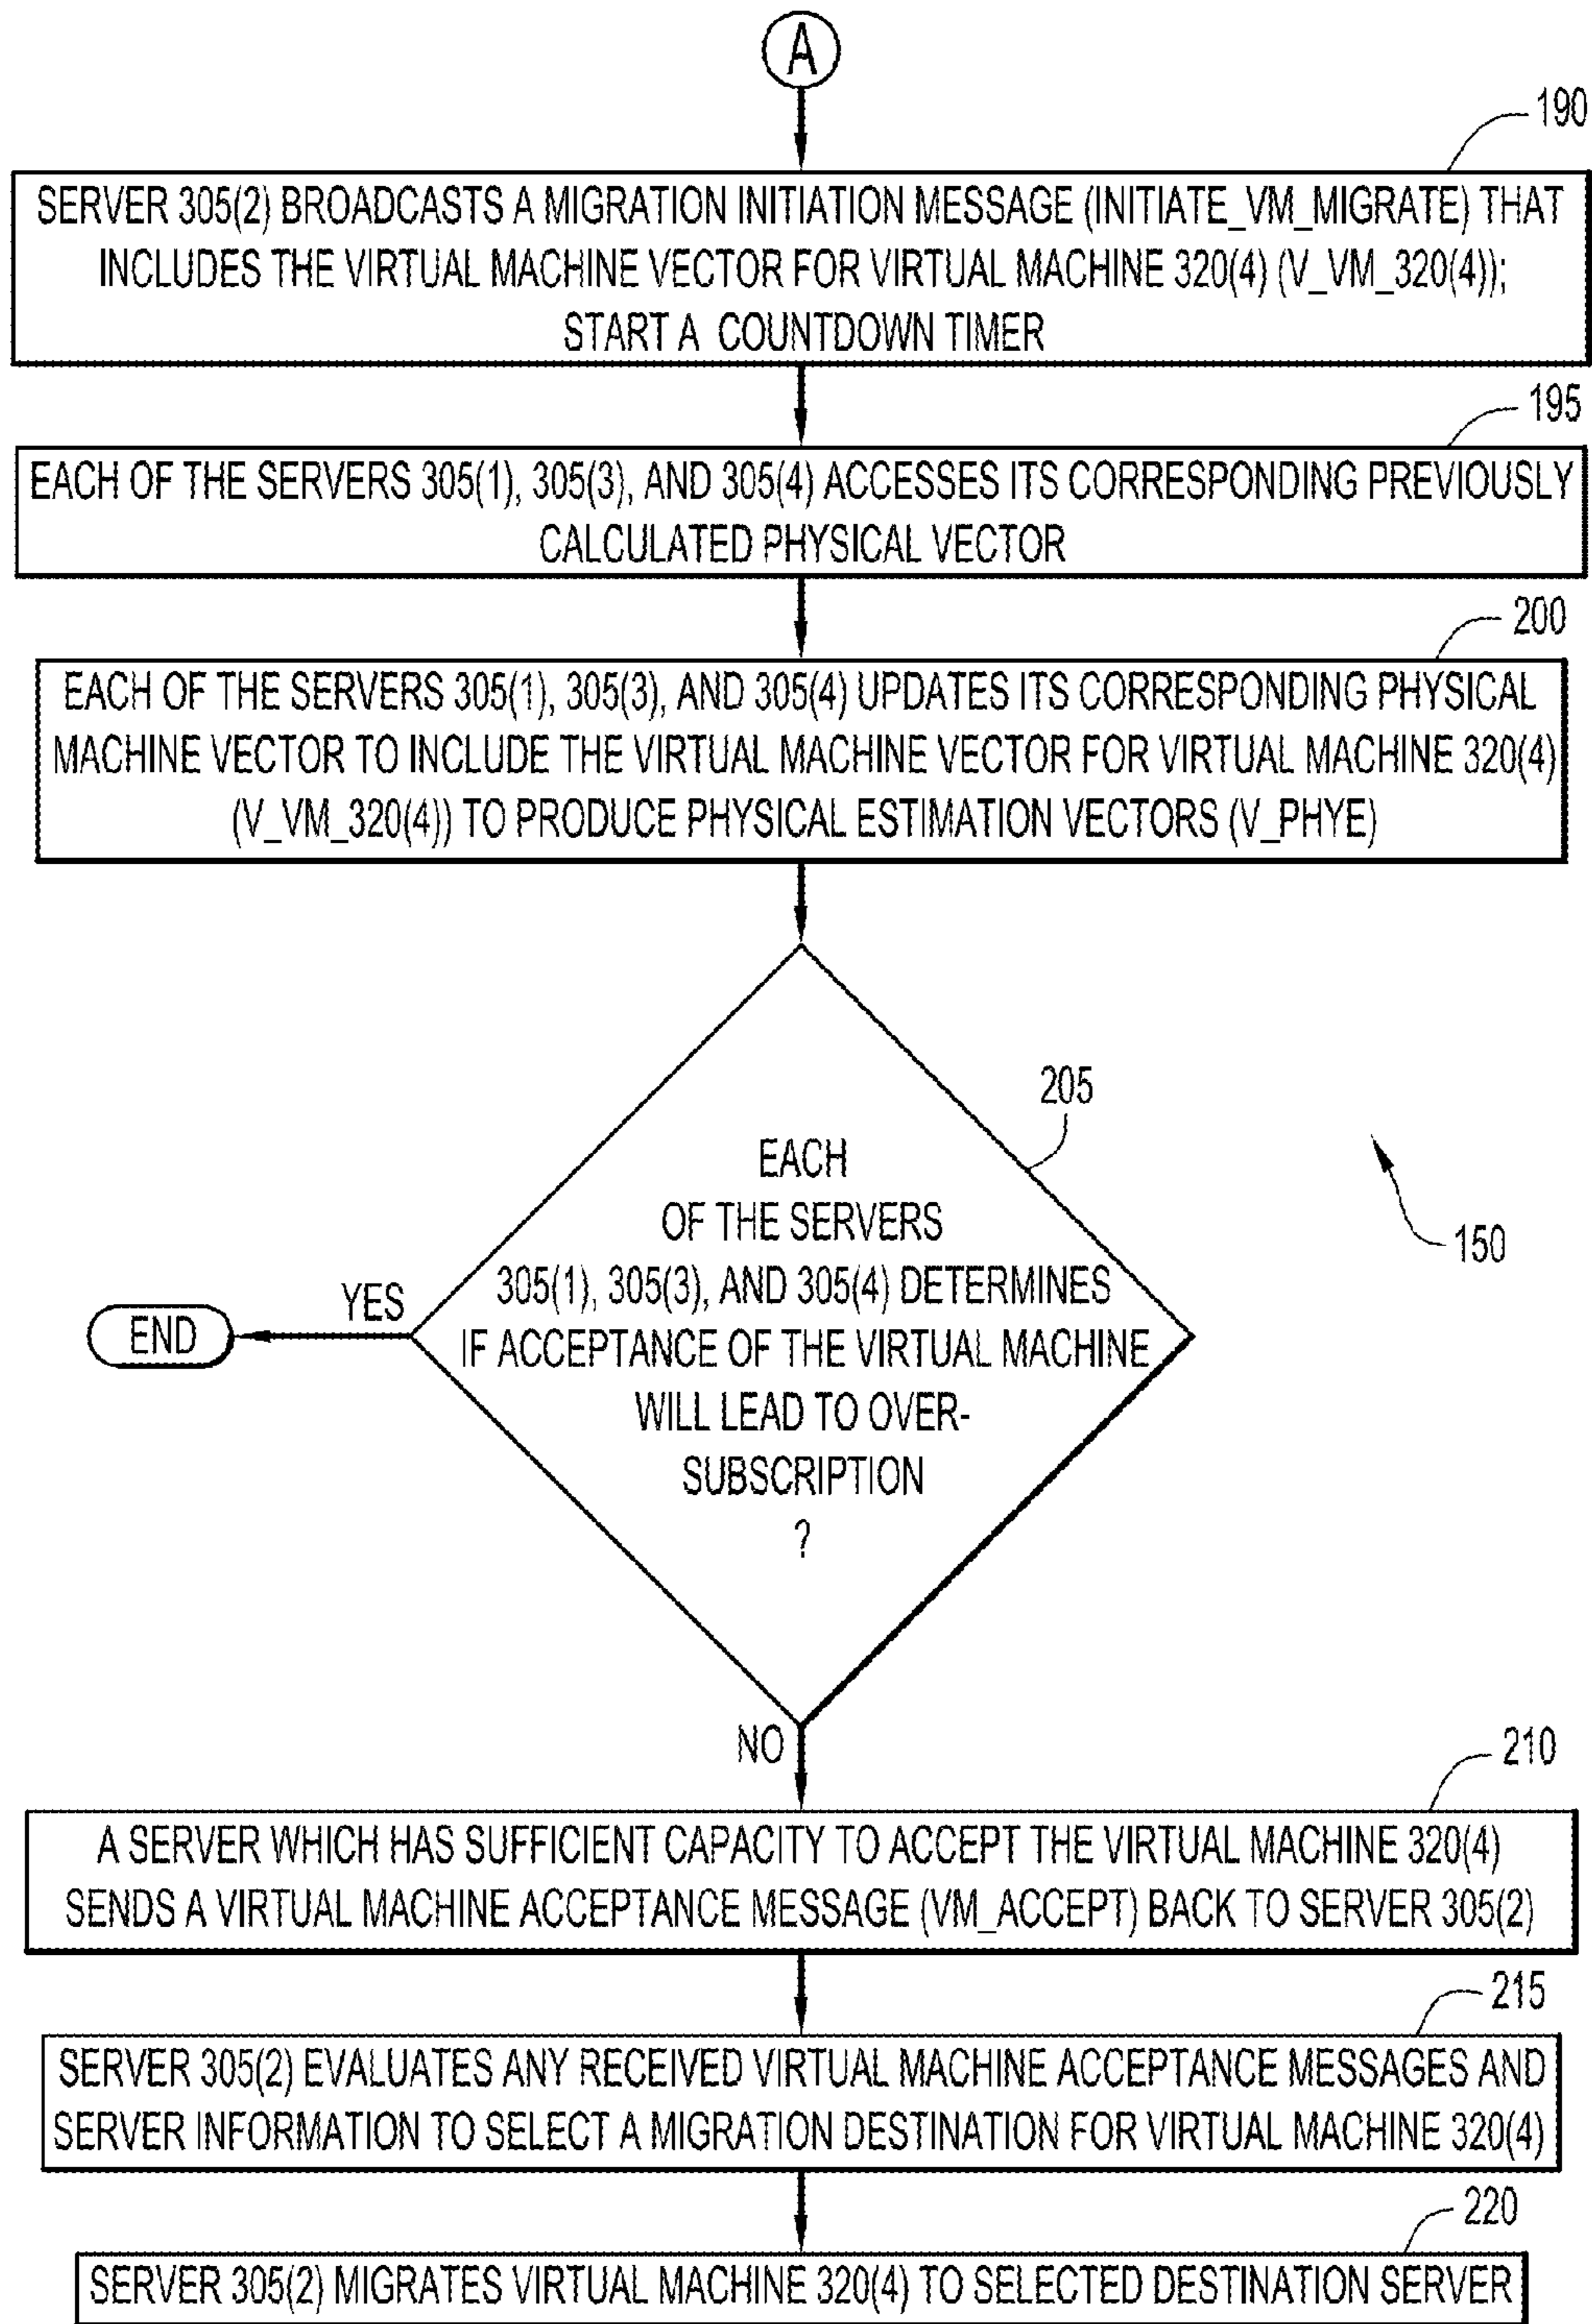 A
190
SERVER 305(2) BROADCASTS A MIGRATION INITIATION MESSAGE (INITIATE_VM_MIGRATE) THAT
INCLUDES THE VIRTUAL MACHINE VECTOR FOR VIRTUAL MACHINE 320(4) (V_VM_320(4));
START A COUNTDOWN TIMER
195
EACH OF THE SERVERS 305(1), 305(3), AND 305(4) ACCESSES ITS CORRESPONDING PREVIOUSLY
CALCULATED PHYSICAL VECTOR
200
EACH OF THE SERVERS 305(1), 305(3), AND 305(4) UPDATES ITS CORRESPONDING PHYSICAL
MACHINE VECTOR TO INCLUDE THE VIRTUAL MACHINE VECTOR FOR VIRTUAL MACHINE 320(4)
(V_VM_320(4)) TO PRODUCE PHYSICAL ESTIMATION VECTORS (V_PHYE)
205
EACH
OF THE SERVERS
305(1), 305(3), AND 305(4) DETERMINES
IF ACCEPTANCE OF THE VIRTUAL MACHINE
WILL LEAD TO OVER-
SUBSCRIPTION
?
150
YES
END
NO
210
A SERVER WHICH HAS SUFFICIENT CAPACITY TO ACCEPT THE VIRTUAL MACHINE 320(4)
SENDS A VIRTUAL MACHINE ACCEPTANCE MESSAGE (VM_ACCEPT) BACK TO SERVER 305(2)
215
SERVER 305(2) EVALUATES ANY RECEIVED VIRTUAL MACHINE ACCEPTANCE MESSAGES AND
SERVER INFORMATION TO SELECT A MIGRATION DESTINATION FOR VIRTUAL MACHINE 320(4)
220
SERVER 305(2) MIGRATES VIRTUAL MACHINE 320(4) TO SELECTED DESTINATION SERVER